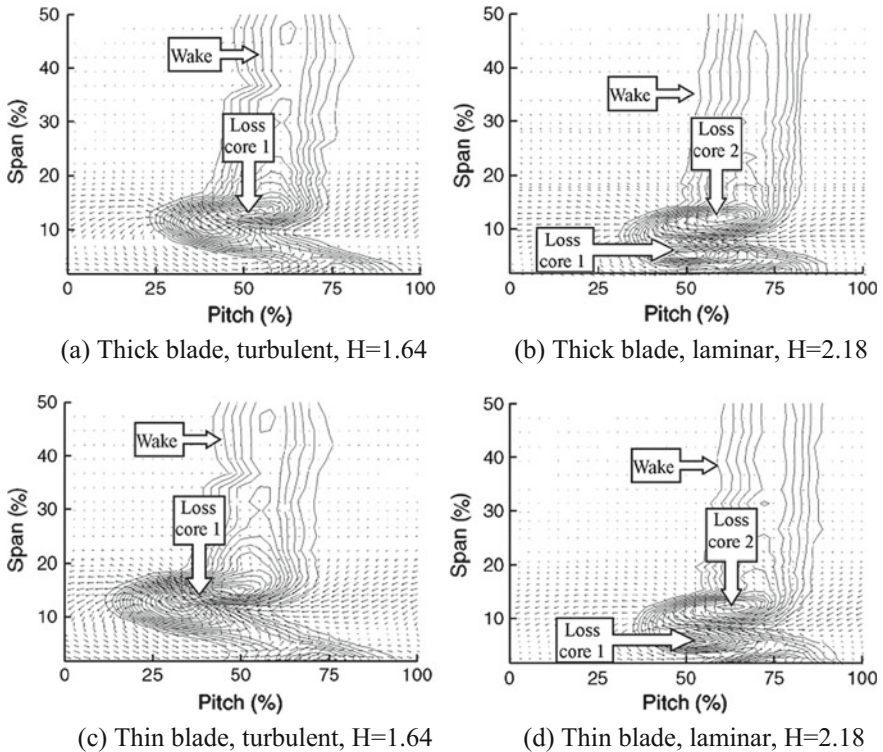 50
40
30
20
10
Span (%)
Wake
Loss
core 1
0
25
50
75
100
Pitch (%)
(a) Thick blade, turbulent, H=1.64
50
40
30
20
10
Span (%)
Wake
Loss
core 2
Loss
core 1
0
25
50
75
100
Pitch (%)
(b) Thick blade, laminar, H=2.18
50
40
30
20
10
Span (%)
Wake
Loss
core 1
0
25
50
75
100
Pitch (%)
(c) Thin blade, turbulent, H=1.64
50
40
30
20
10
Span (%)
Wake
Loss
core 2
Loss
core 1
0
25
50
75
100
Pitch (%)
(d) Thin blade, laminar, H=2.18